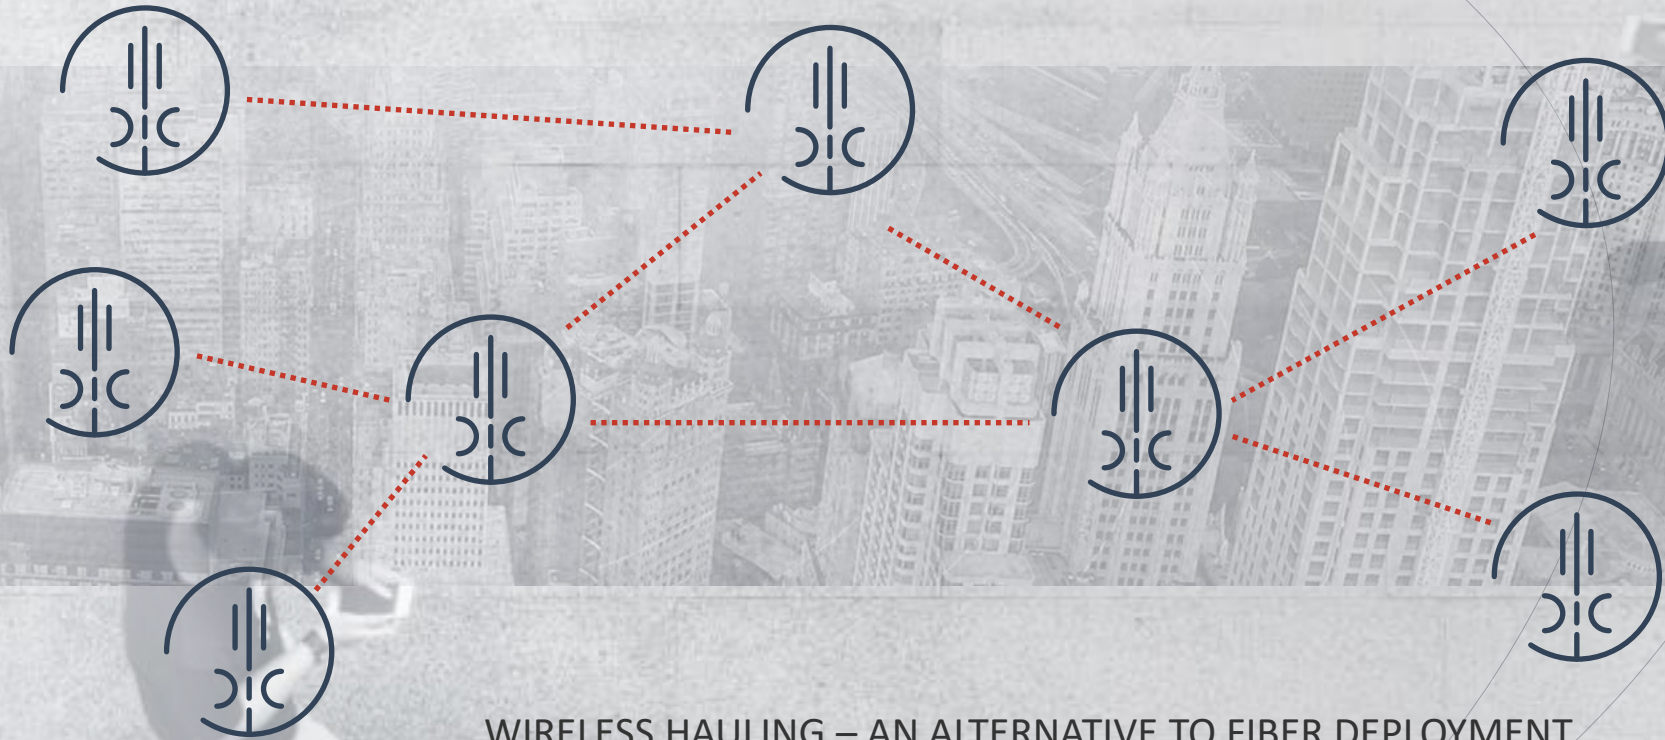 WIRELESS HAULING – AN ALTERNATIVE TO FIBER DEPLOYMENT